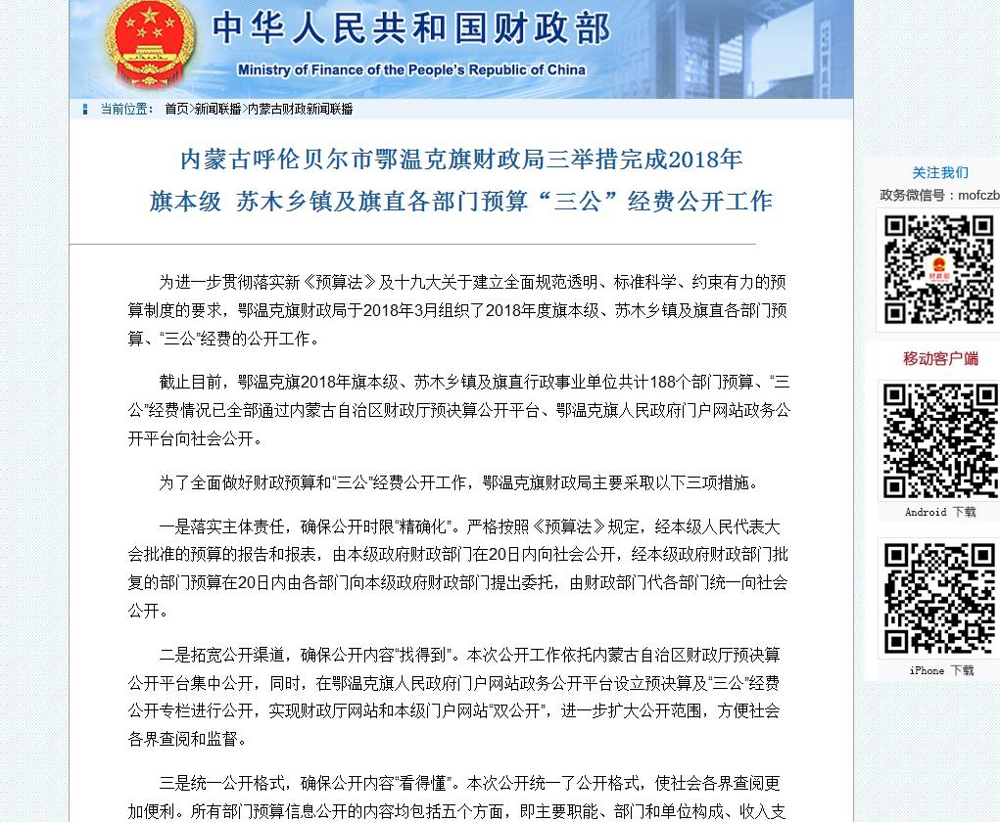 中华人民共和国财政部
Ministry of Finance of the People's Republic of China
当前位置： 首页>新闻联播>内蒙古财政新闻联播
内蒙古呼伦贝尔市鄂温克旗财政局三举措完成2018年
旗本级 苏木乡镇及旗直各部门预算“三公”经费公开工作
为进一步贯彻落实新《预算法》及十九大关于建立全面规范透明、标准科学、约束有力的预
算制度的要求，鄂温克旗财政局于2018年3月组织了2018年度旗本级、苏木乡镇及旗直各部门预
算、“三公”经费的公开工作。
截止目前，鄂温克旗2018年旗本级、苏木乡镇及旗直行政事业单位共计188个部门预算、“三
公”经费情况已全部通过内蒙古自治区财政厅预决算公开平台、鄂温克旗人民政府门户网站政务公
开平台向社会公开。
为了全面做好财政预算和“三公”经费公开工作，鄂温克旗财政局主要采取以下三项措施。
一是落实主体责任，确保公开时限“精确化”。严格按照《预算法》规定，经本级人民代表大
会批准的预算的报告和报表，由本级政府财政部门在20日内向社会公开，经本级政府财政部门批
复的部门预算在20日内由各部门向本级政府财政部门提出委托，由财政部门代各部门统一向社会
公开。
二是拓宽公开渠道，确保公开内容“找得到”。本次公开工作依托内蒙古自治区财政厅预决算
公开平台集中公开，同时，在鄂温克旗人民政府门户网站政务公开平台设立预决算及“三公”经费
公开专栏进行公开，实现财政厅网站和本级门户网站“双公开”，进一步扩大公开范围，方便社会
各界查阅和监督。
三是统一公开格式，确保公开内容“看得懂”。本次公开统一了公开格式，使社会各界查阅更
加便利。所有部门预算信息公开的内容均包括五个方面，即主要职能、部门和单位构成、收入支
关注我们
政务微信号：mofczb
财政部
移动客户端
Android 下载
iPhone 下载